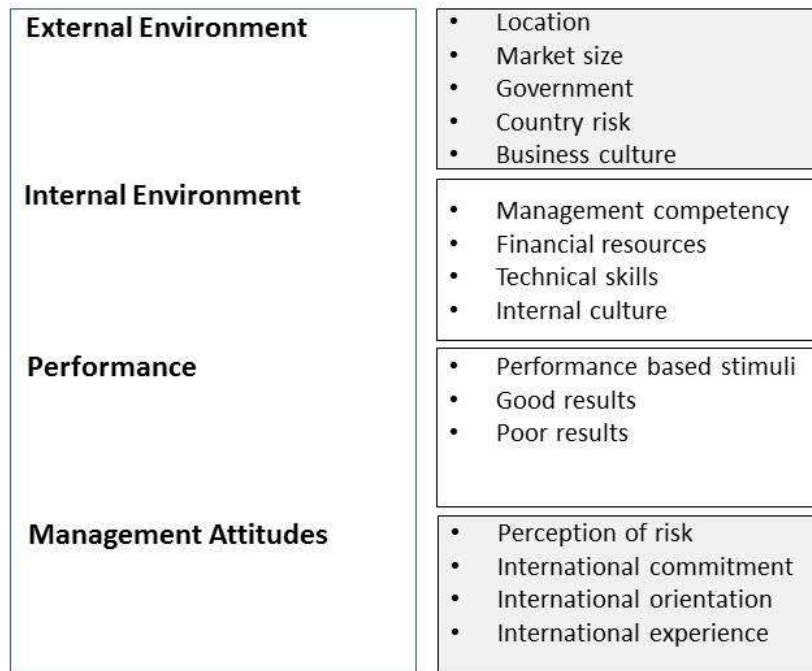 External Environment
• Location
• Market size
• Government
• Country risk
• Business culture
Internal Environment
• Management competency
• Financial resources
• Technical skills
• Internal culture
Performance
• Performance based stimuli
• Good results
• Poor results
Management Attitudes
• Perception of risk
• International commitment
• International orientation
• International experience